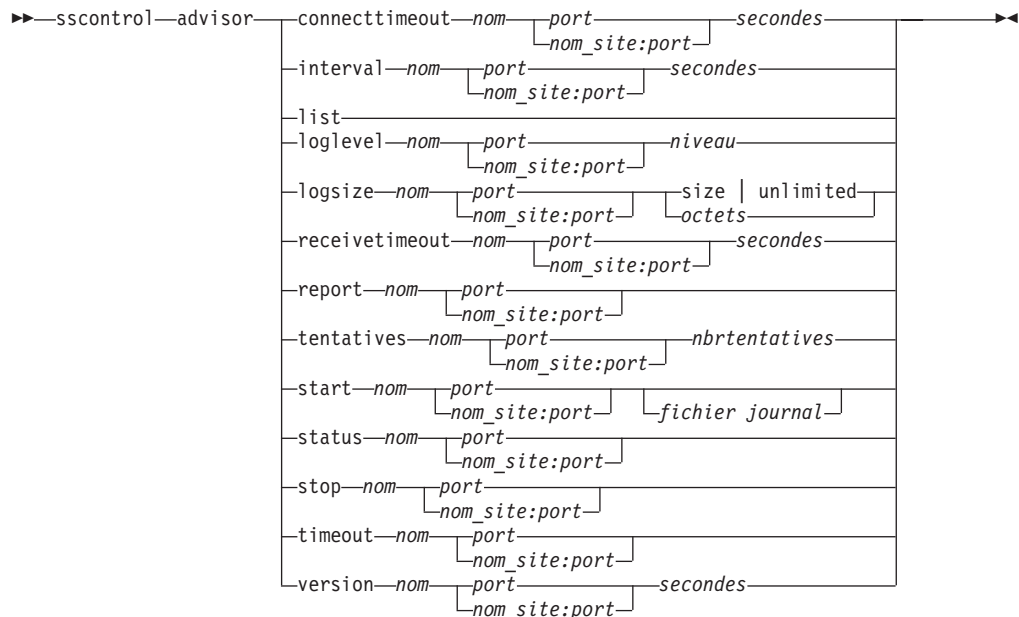 sscontrol advisor connecttimeout nom port secondes
nom_site:port
interval nom port secondes
nom_site:port
list
loglevel nom port niveau
nom_site:port
logsize nom port size | unlimited
nom_site:port octets
receivetimeout nom port secondes
nom_site:port
report nom port
nom_site:port
tentatives nom port nbrtentatives
nom_site:port
start nom port
nom_site:port fichier journal
status nom port
nom_site:port
stop nom port
nom_site:port
timeout nom port
nom_site:port
version nom port secondes
nom_site:port